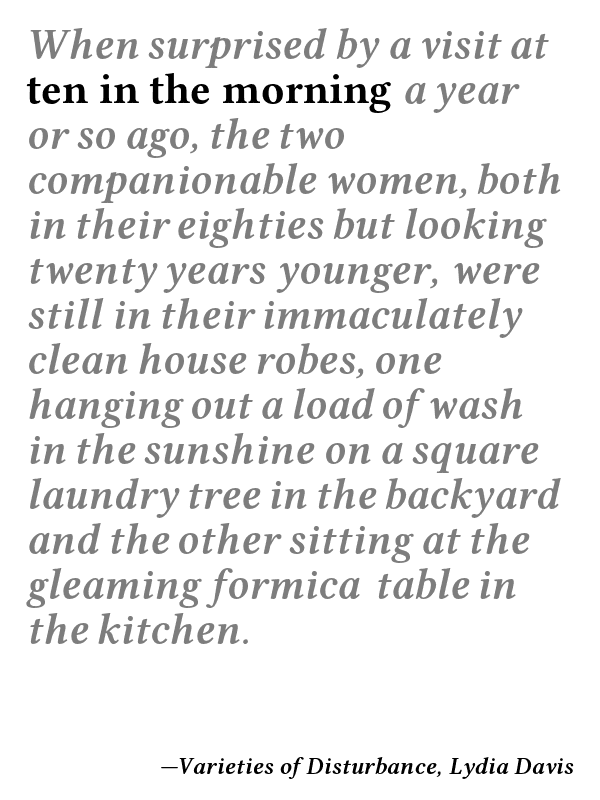 When surprised by a visit at
ten in the morning a year
or so ago, the two
companionable women, both
in their eighties but looking
twenty years younger, were
still in their immaculately
clean house robes, one
hanging out a load of wash
in the sunshine on a square
laundry tree in the backyard
and the other sitting at the
gleaming formica table in
the kitchen.
—Varieties of Disturbance, Lydia Davis